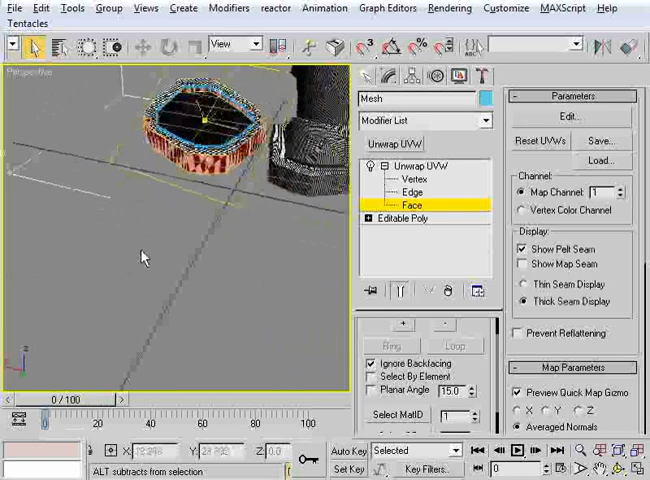 File Edit Tools Group Views Create Modifiers reactor Animation Graph Editors Rendering Customize MAXScript Help
Tentacles
View
Perspective
Mesh
Modifier List
Unwrap UVW
Unwrap UVW
Vertex
Edge
Face
Editable Poly
+ -
Ring Loop
Ignore Backfacing
Select By Element
Planar Angle 15.0
Select MatID 1
Parameters
Edit...
Reset UVWs Save...
Load...
Channel:
Map Channel: 1
Vertex Color Channel
Display:
Show Pelt Seam
Show Map Seam
Thin Seam Display
Thick Seam Display
Prevent Reflattening
Map Parameters
Preview Quick Map Gizmo
X Y Z
Averaged Normals
z
x
0 / 100
0 20 40 60 80 100
X: Y: Z: 0.0
ALT subtracts from selection
Auto Key Selected
Set Key Key Filters...
0